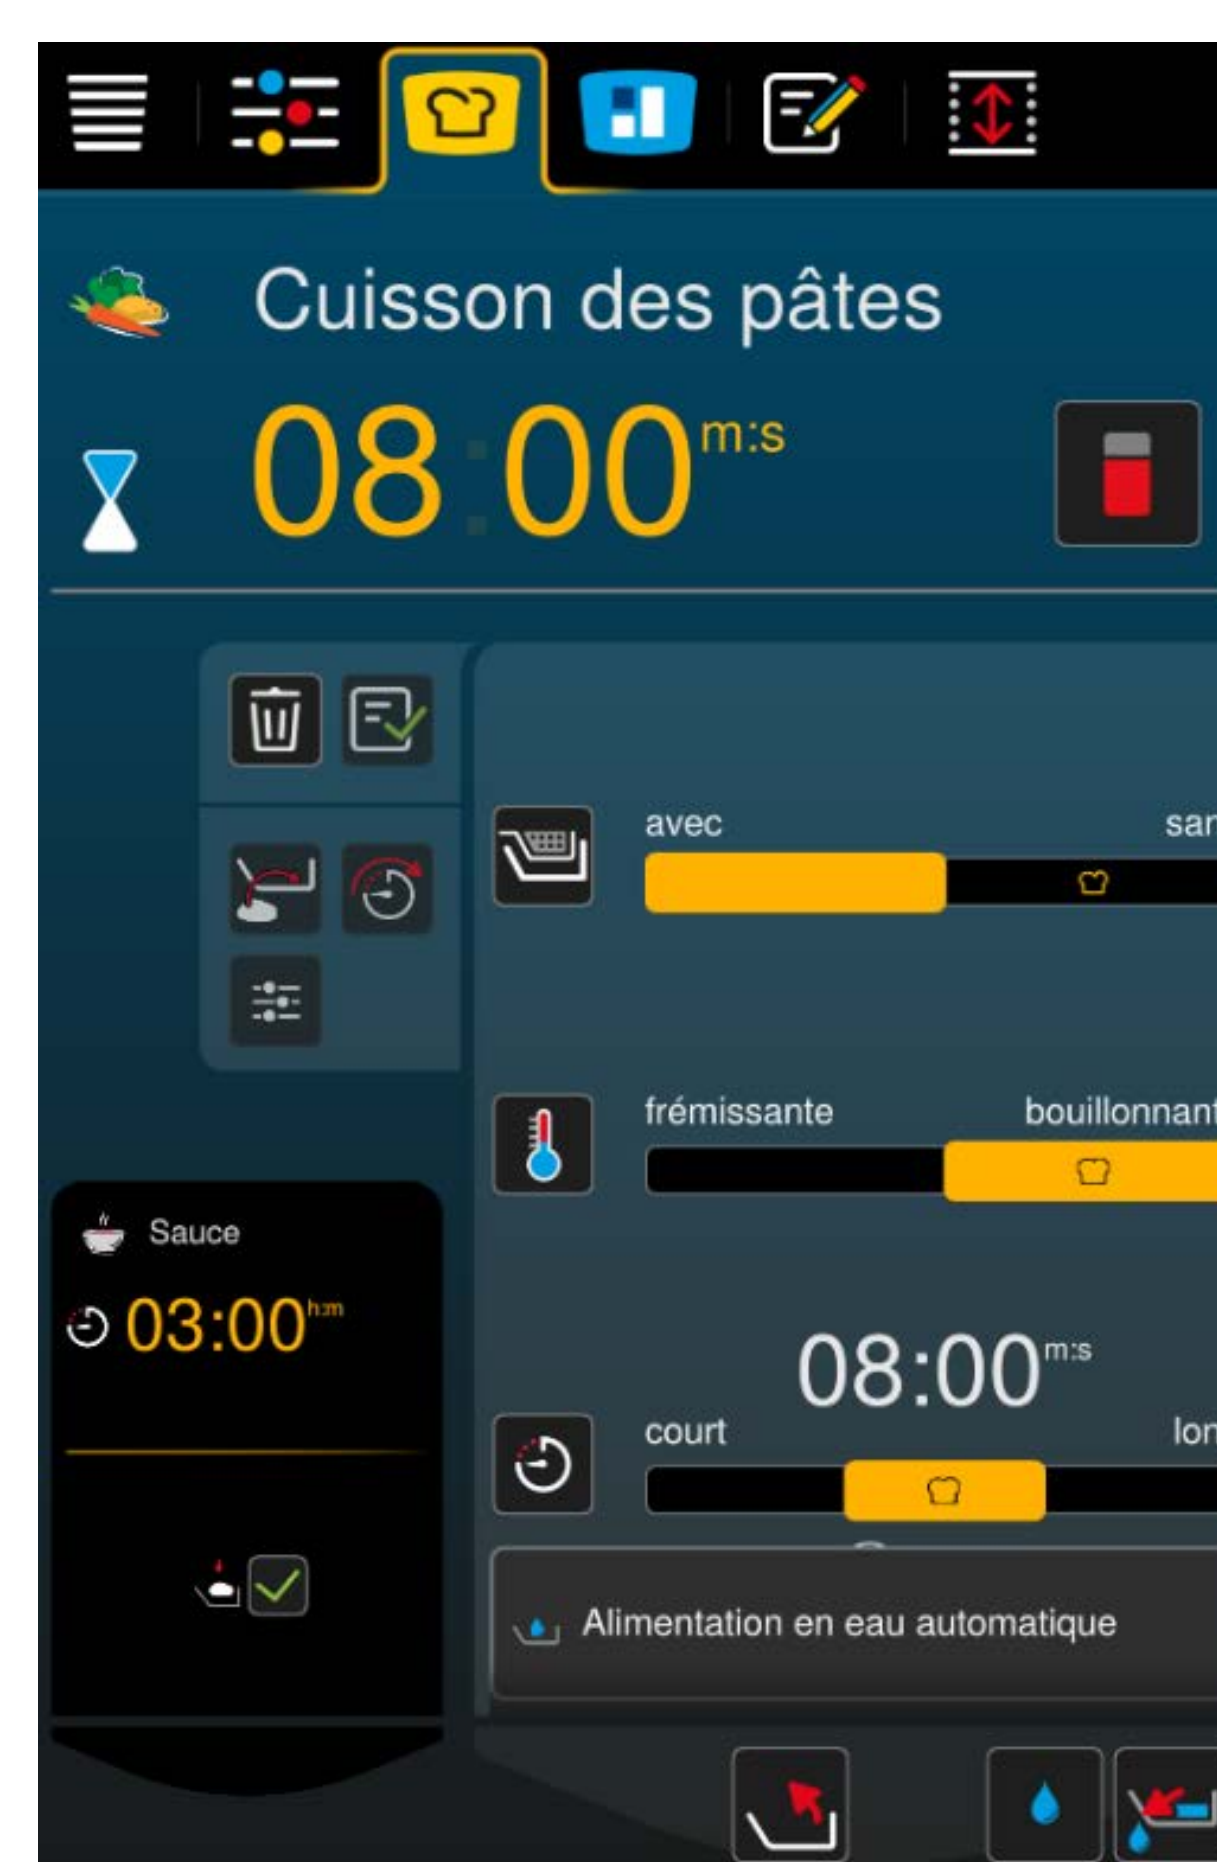 Cuisson des pâtes
08:00 m:s
avec
frémissante
Sauce
03:00 h:m
08:00 m:s
court
Alimentation en eau automatique